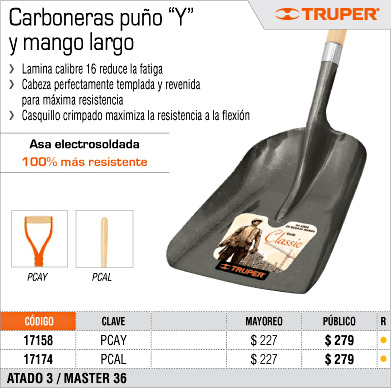 Carboneras puño “Y”
y mango largo
TRUPER
❯ Lamina calibre 16 reduce la fatiga
❯ Cabeza perfectamente templada y revenida
para máxima resistencia
❯ Casquillo crimpado maximiza la resistencia a la flexión
Asa electrosoldada
100% más resistente
Classic
TRUPER
PCAY PCAL
CÓDIGO CLAVE MAYOREO PÚBLICO R
17158 PCAY $ 227 $ 279
17174 PCAL $ 227 $ 279
ATADO 3 / MASTER 36